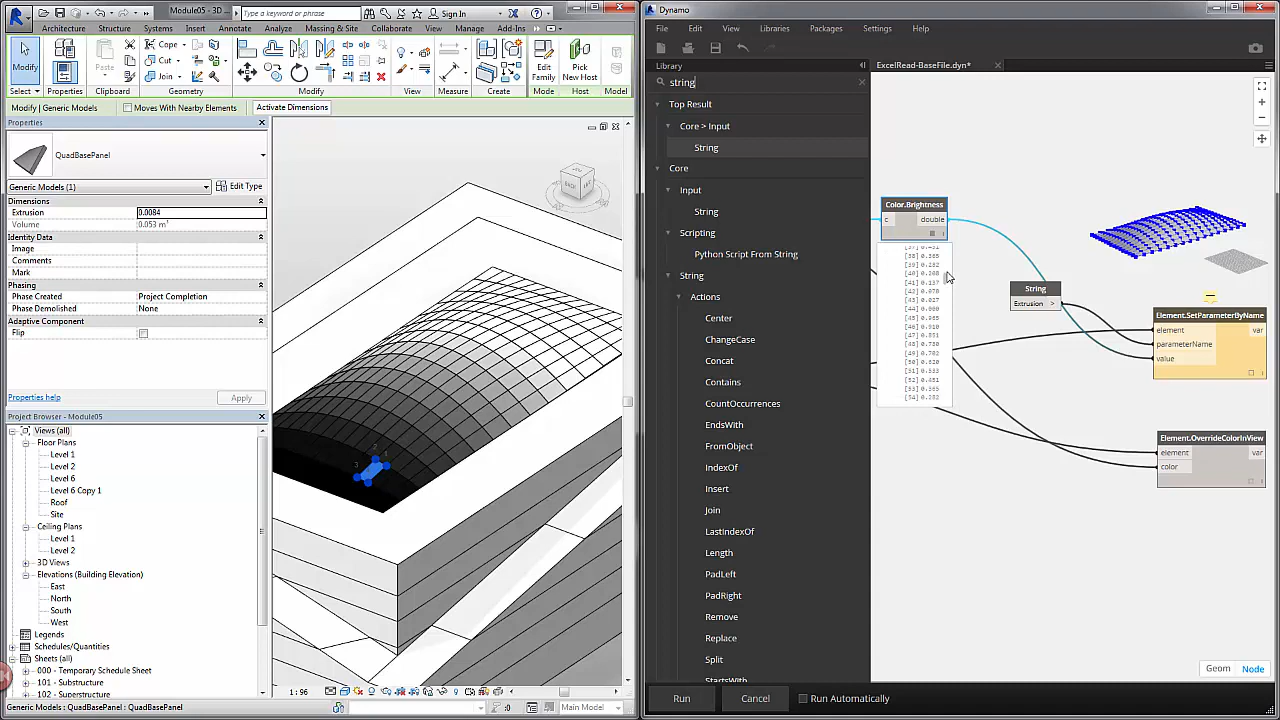 Module05 - 3D
Type a keyword or phrase
Sign In
Architecture Structure Systems Insert Annotate Analyze Massing & Site Collaborate View Manage Add-Ins
Modify
Cope
Cut
Join
Edit Family
Pick New Host
Select Properties Clipboard Geometry Modify View Measure Create Mode Host Model
Modify | Generic Models
Moves With Nearby Elements
Activate Dimensions
Properties
QuadBasePanel
Generic Models (1)
Edit Type
Dimensions
Extrusion 0.0084
Volume 0.053 m³
Identity Data
Image
Comments
Mark
Phasing
Phase Created Project Completion
Phase Demolished None
Adaptive Component
Flip
Properties help
Apply
Project Browser - Module05
Views (all)
Floor Plans
Level 1
Level 2
Level 6
Level 6 Copy 1
Roof
Site
Ceiling Plans
Level 1
Level 2
3D Views
Elevations (Building Elevation)
East
North
South
West
Legends
Schedules/Quantities
Sheets (all)
000 - Temporary Schedule Sheet
101 - Substructure
102 - Superstructure
1 : 96
:0
Main Model
Generic Models : QuadBasePanel : QuadBasePanel
Dynamo
File Edit View Libraries Packages Settings Help
Library
ExcelRead-BaseFile.dyn*
string
Top Result
Core > Input
String
Core
Input
String
Scripting
Python Script From String
String
Actions
Center
ChangeCase
Concat
Contains
CountOccurrences
EndsWith
FromObject
IndexOf
Insert
Join
LastIndexOf
Length
PadLeft
PadRight
Remove
Replace
Split
StartsWith
Color.Brightness
c double
String
Extrusion >
Element.SetParameterByName
element var
parameterName
value
Element.OverrideColorInView
element var
color
Geom Node
Run
Cancel
Run Automatically